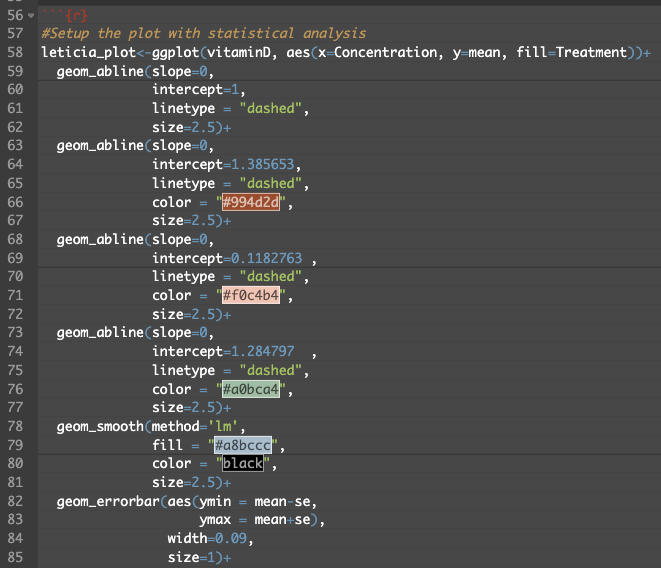 56 ```{r}
57 #Setup the plot with statistical analysis
58 leticia_plot<-ggplot(vitaminD, aes(x=Concentration, y=mean, fill=Treatment))+
59   geom_abline(slope=0,
60               intercept=1,
61               linetype = "dashed",
62               size=2.5)+
63   geom_abline(slope=0,
64               intercept=1.385653,
65               linetype = "dashed",
66               color = "#994d2d",
67               size=2.5)+
68   geom_abline(slope=0,
69               intercept=0.1182763 ,
70               linetype = "dashed",
71               color = "#f0c4b4",
72               size=2.5)+
73   geom_abline(slope=0,
74               intercept=1.284797  ,
75               linetype = "dashed",
76               color = "#a0bca4",
77               size=2.5)+
78   geom_smooth(method='lm',
79               fill = "#a8bccc",
80               color = "black",
81               size=2.5)+
82   geom_errorbar(aes(ymin = mean-se,
83                     ymax = mean+se),
84                 width=0.09,
85                 size=1)+